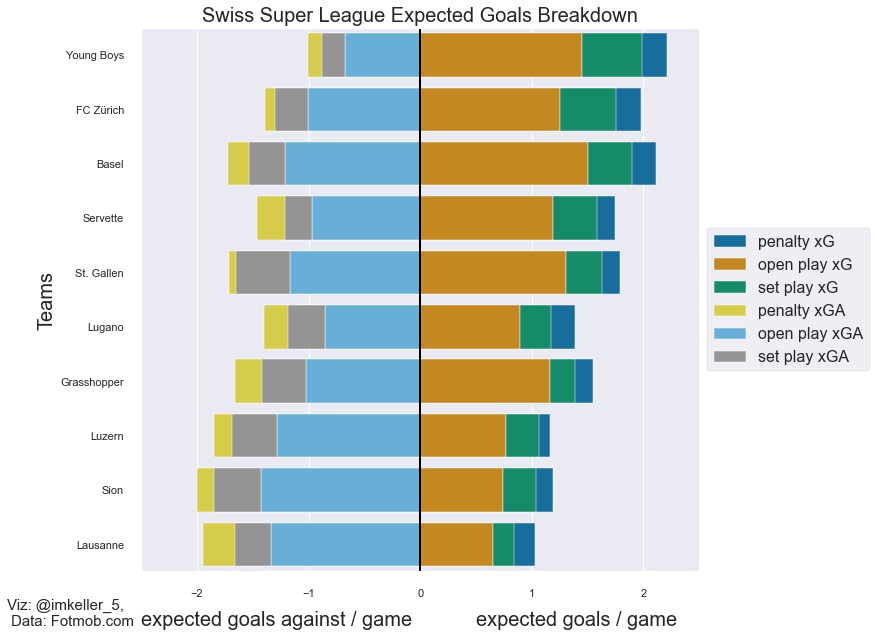 Swiss Super League Expected Goals Breakdown
Young Boys
FC Zürich
Basel
Servette
St. Gallen
Lugano
Grasshopper
Luzern
Sion
Lausanne
Teams
penalty xG
open play xG
set play xG
penalty xGA
open play xGA
set play xGA
−2 −1 0 1 2
expected goals against / game expected goals / game
Viz: @imkeller_5,
Data: Fotmob.com